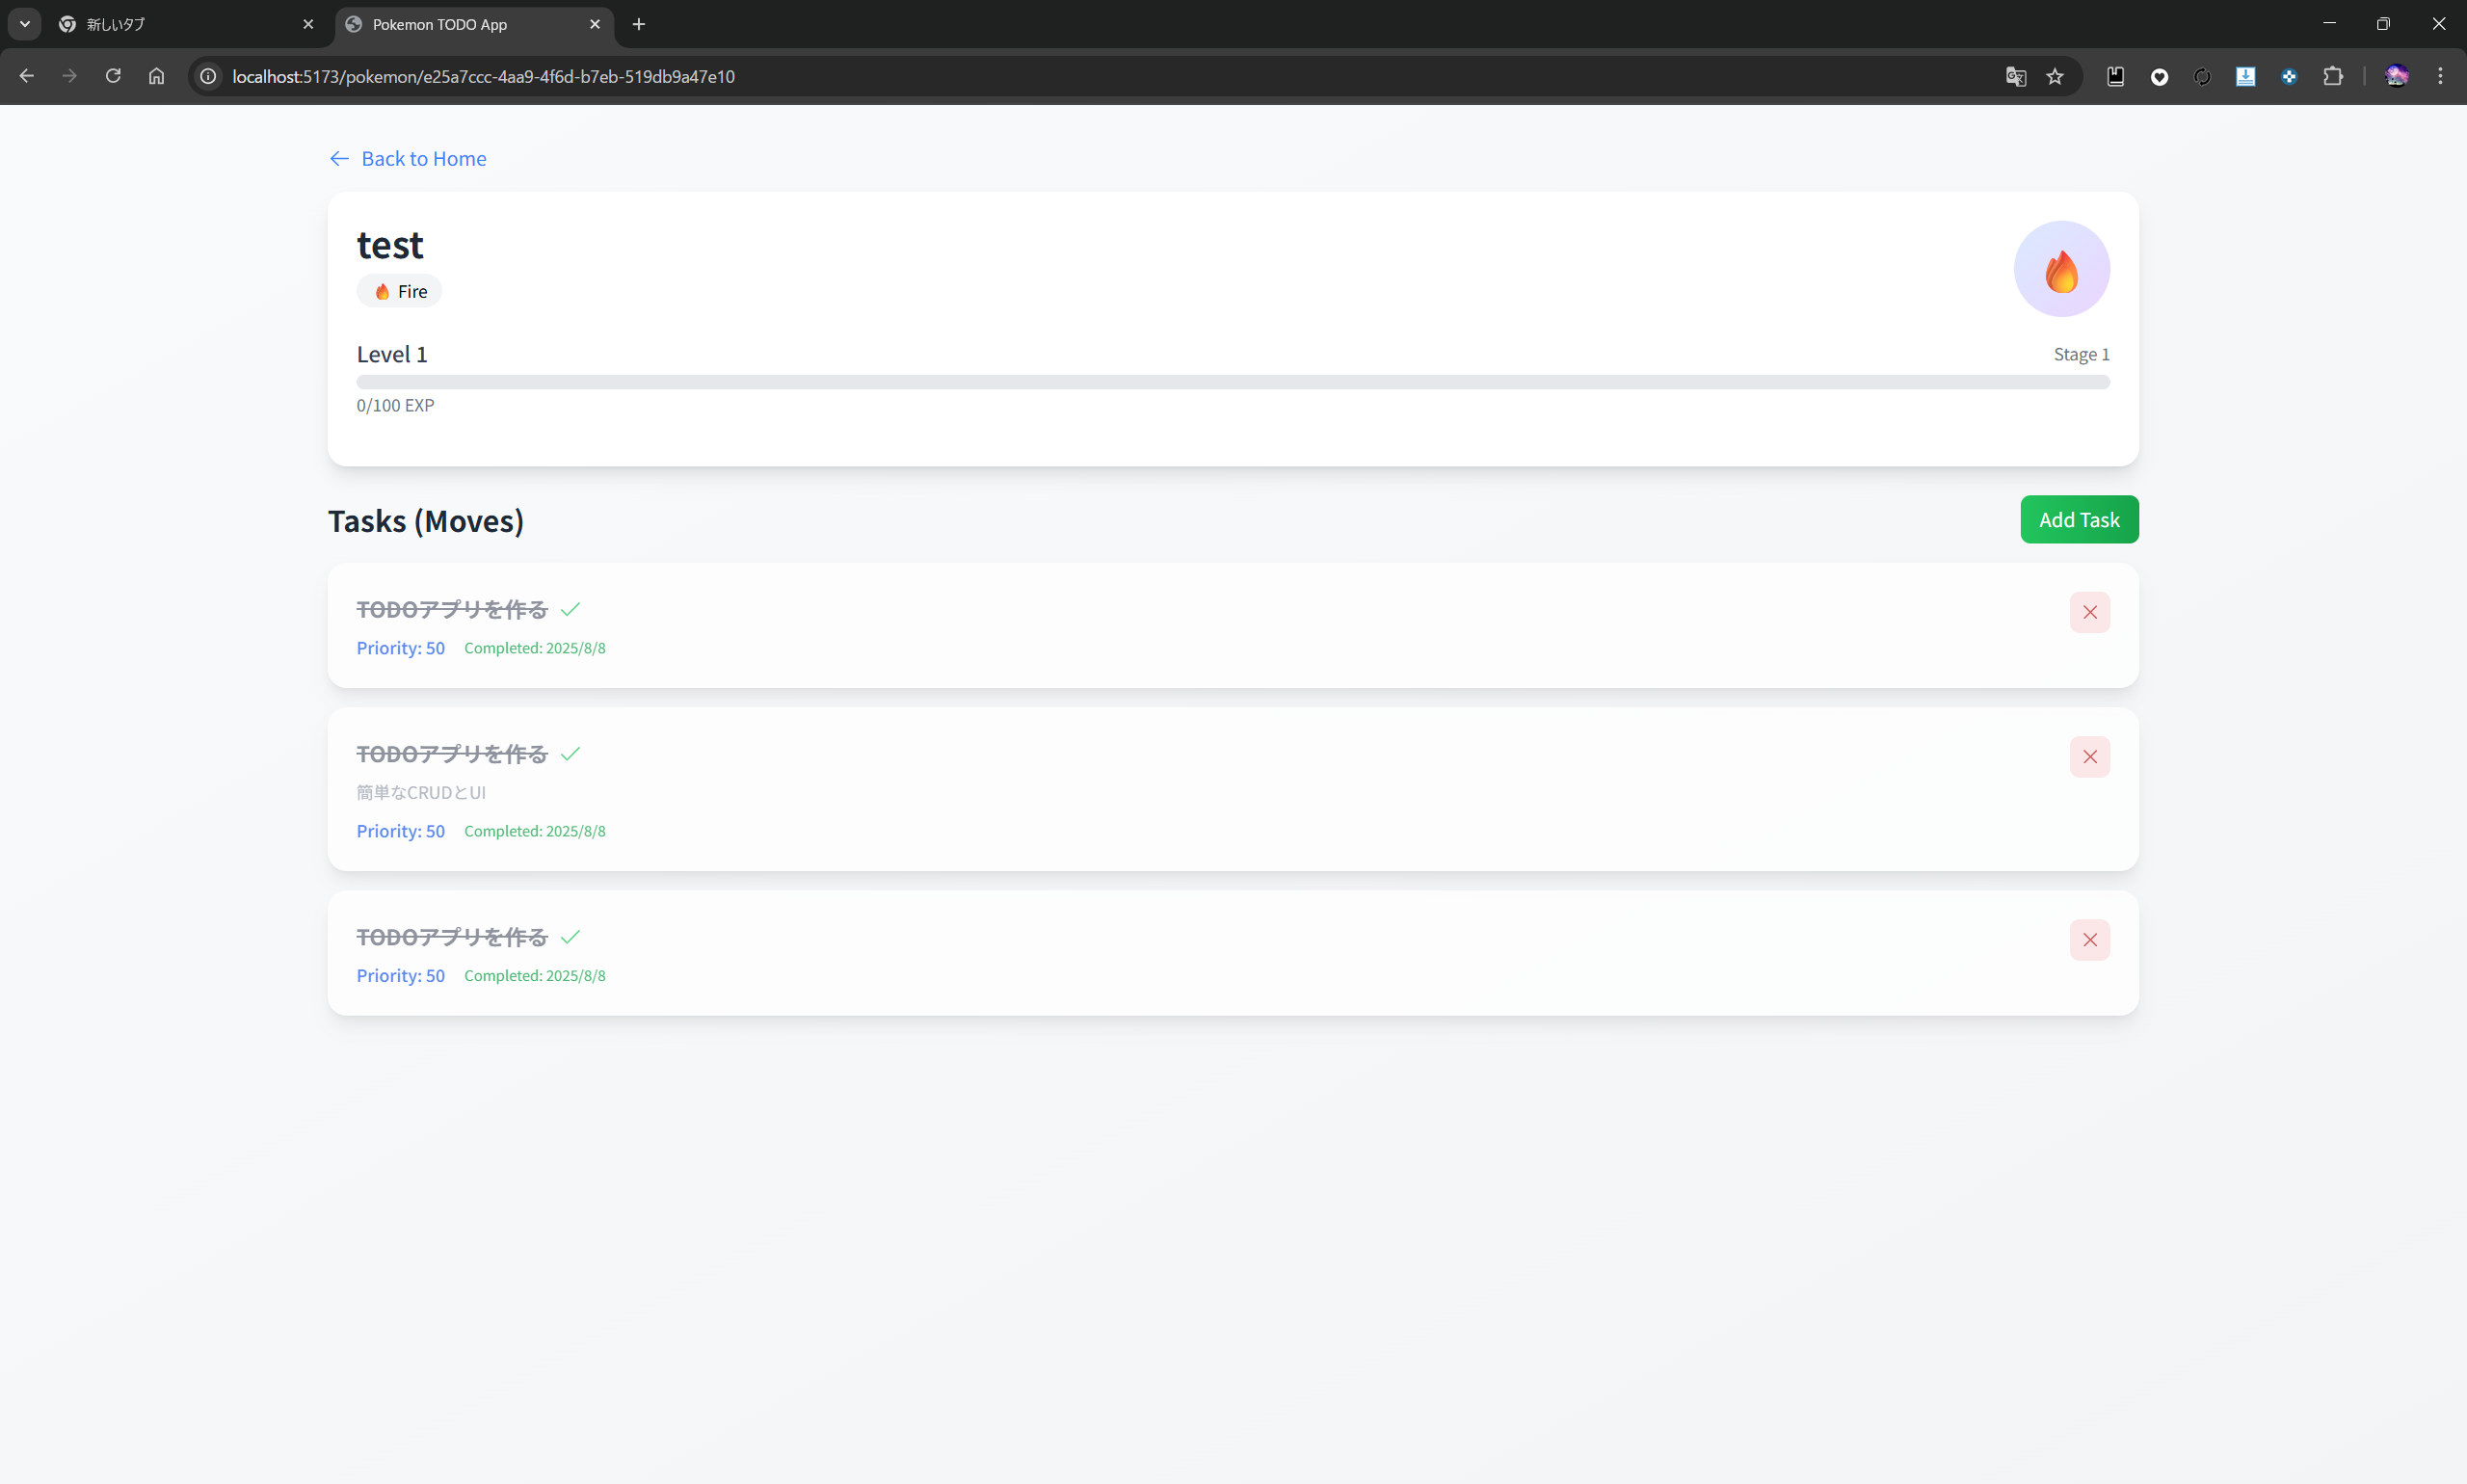 新しいタブ
Pokemon TODO App
localhost:5173/pokemon/e25a7ccc-4aa9-4f6d-b7eb-519db9a47e10
Back to Home
test
Fire
Level 1
Stage 1
0/100 EXP
Tasks (Moves)
Add Task
TODOアプリを作る
Priority: 50 Completed: 2025/8/8
TODOアプリを作る
簡単なCRUDとUI
Priority: 50 Completed: 2025/8/8
TODOアプリを作る
Priority: 50 Completed: 2025/8/8